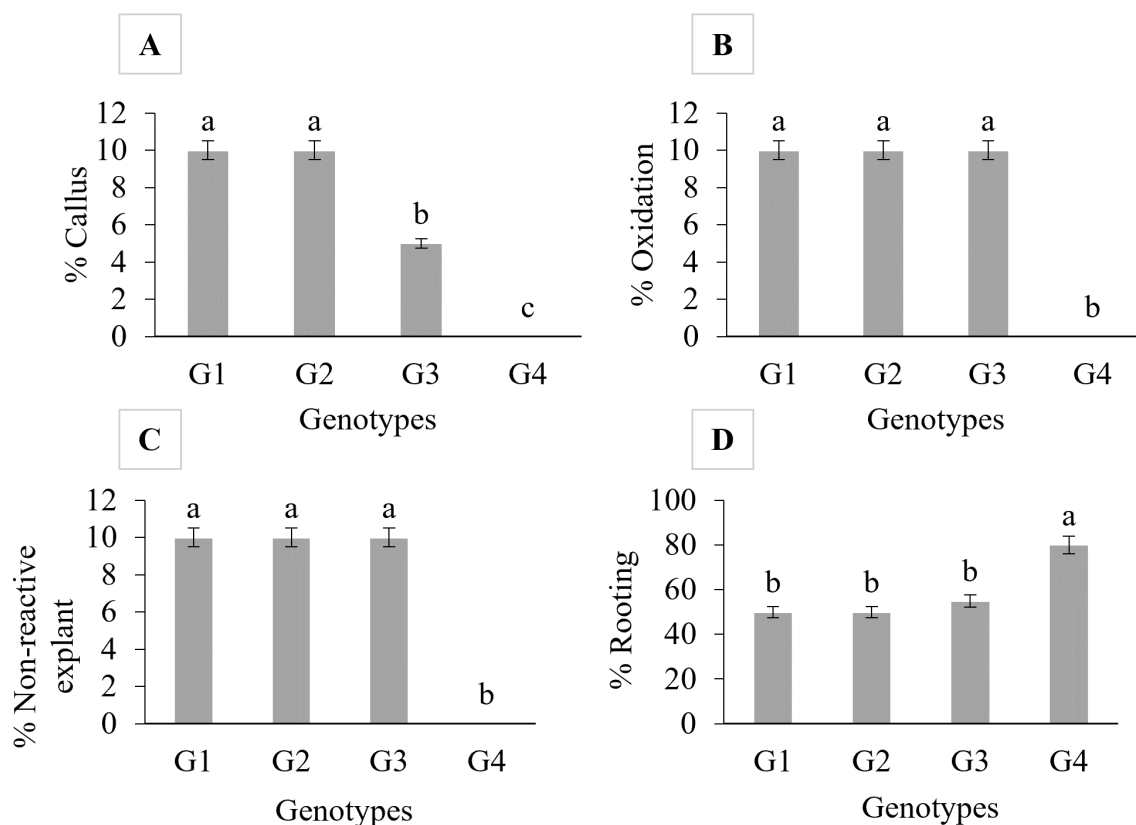 A
% Callus
12
10
8
6
4
2
0
a
a
b
c
G1 G2 G3 G4
Genotypes
B
% Oxidation
12
10
8
6
4
2
0
a
a
a
b
G1 G2 G3 G4
Genotypes
C
% Non-reactive
explant
12
10
8
6
4
2
0
a
a
a
b
G1 G2 G3 G4
Genotypes
D
% Rooting
100
80
60
40
20
0
b
b
b
a
G1 G2 G3 G4
Genotypes